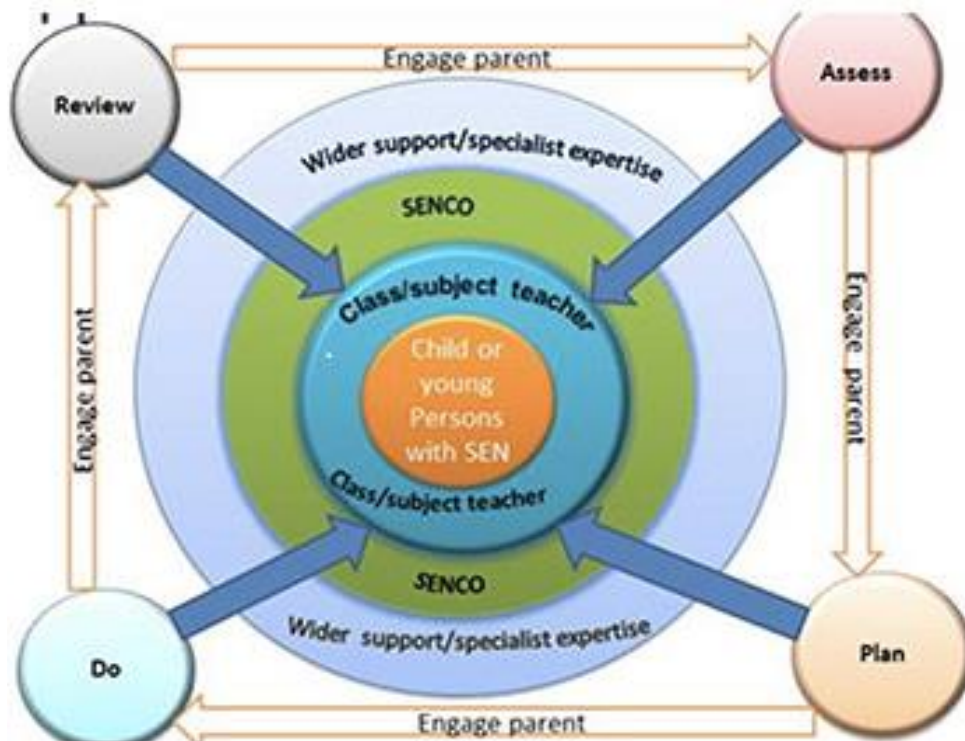 Engage parent
Review
Assess
Wider support/specialist expertise
SENCO
Class/subject teacher
Child or
young
Persons
with SEN
Class/subject teacher
SENCO
Wider support/specialist expertise
Engage parent
Engage parent
Do
Plan
Engage parent